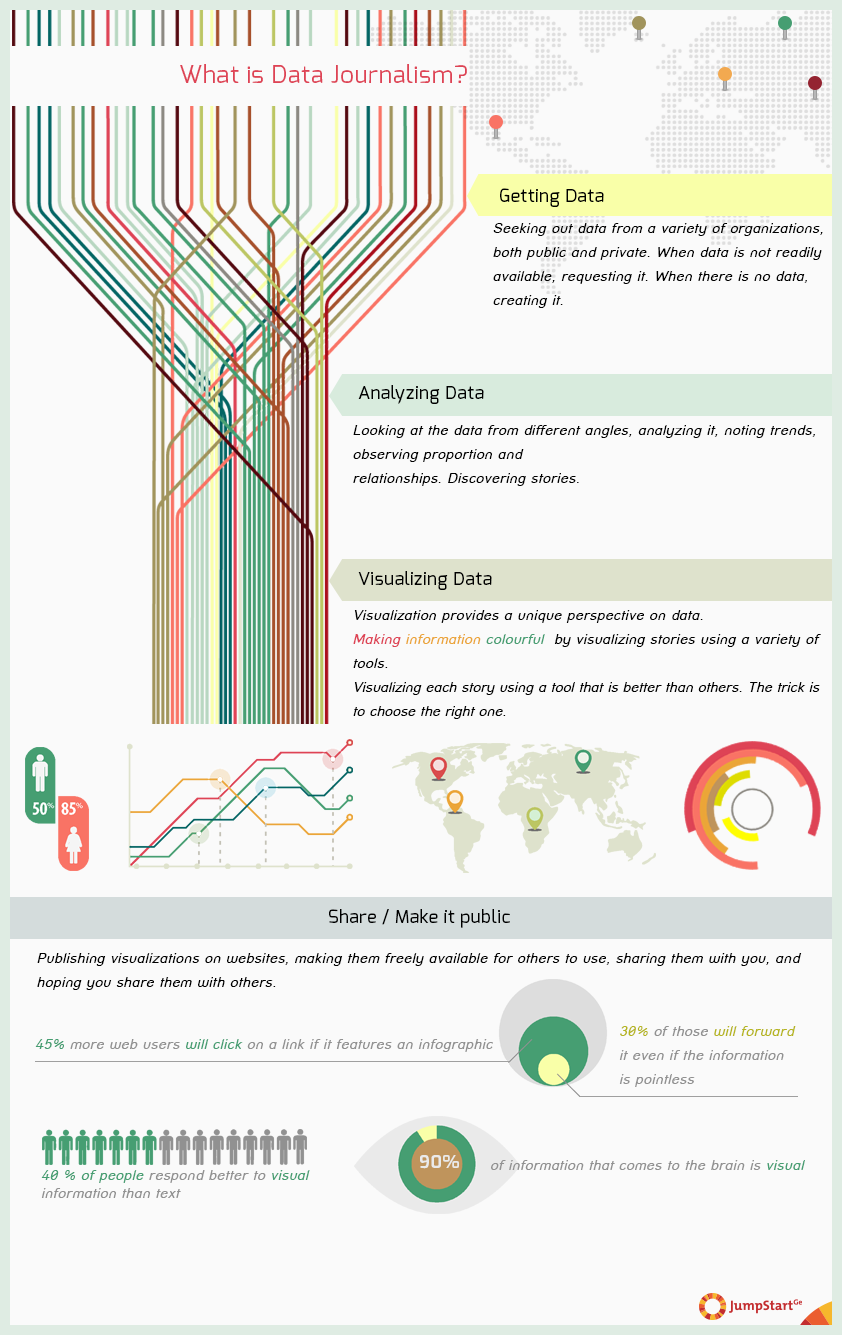 What is Data Journalism?
Getting Data
Seeking out data from a variety of organizations,
both public and private. When data is not readily
available, requesting it. When there is no data,
creating it.
Analyzing Data
Looking at the data from different angles, analyzing it, noting trends,
observing proportion and
relationships. Discovering stories.
Visualizing Data
Visualization provides a unique perspective on data.
Making information colourful by visualizing stories using a variety of
tools.
Visualizing each story using a tool that is better than others. The trick is
to choose the right one.
50%
85%
Share / Make it public
Publishing visualizations on websites, making them freely available for others to use, sharing them with you, and
hoping you share them with others.
45% more web users will click on a link if it features an infographic
30% of those will forward
it even if the information
is pointless
40 % of people respond better to visual
information than text
90%
of information that comes to the brain is visual
JumpStart Ge